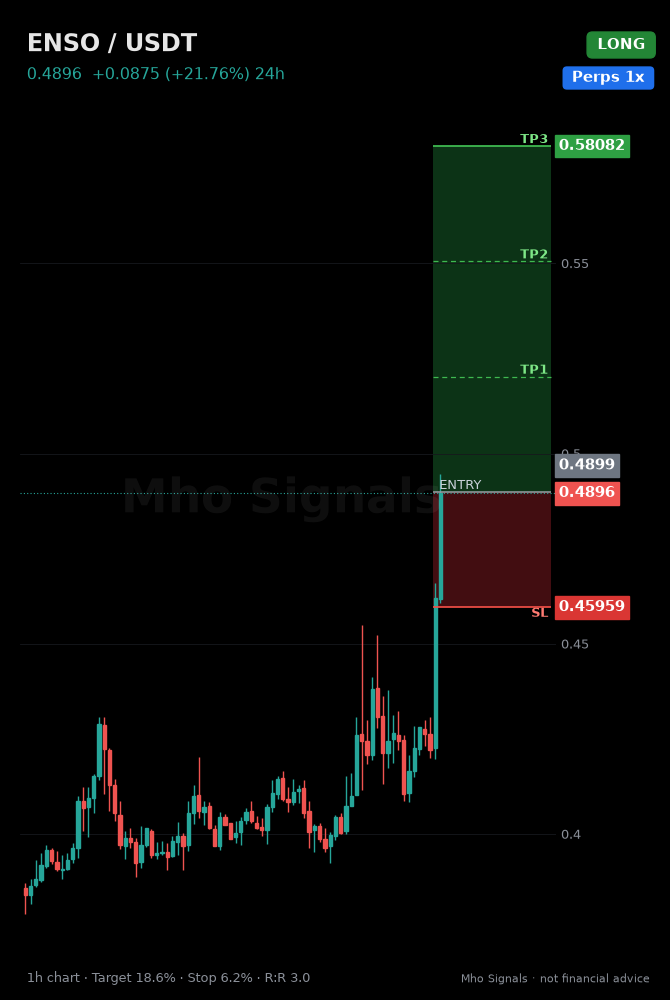 ENSO / USDT
LONG
0.4896 +0.0875 (+21.76%) 24h
Perps 1x
TP3
0.58082
TP2
0.55
TP1
0.5
0.4899
ENTRY
0.4896
Mho Signals
0.45959
SL
0.45
0.4
1h chart · Target 18.6% · Stop 6.2% · R:R 3.0
Mho Signals · not financial advice